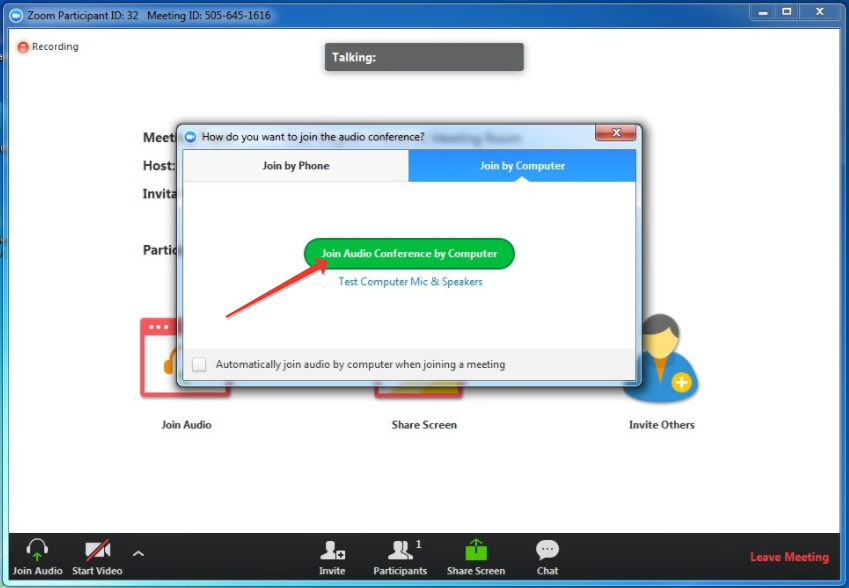 Zoom Participant ID: 32 Meeting ID: 505-645-1616
Recording
Talking:
Meet
How do you want to join the audio conference?
Meeting Room
Host:
Join by Phone
Join by Computer
Invita
Partic
Join Audio Conference by Computer
Test Computer Mic & Speakers
Automatically join audio by computer when joining a meeting
Join Audio
Share Screen
Invite Others
1
Join Audio
Start Video
Invite
Participants
Share Screen
Chat
Leave Meeting